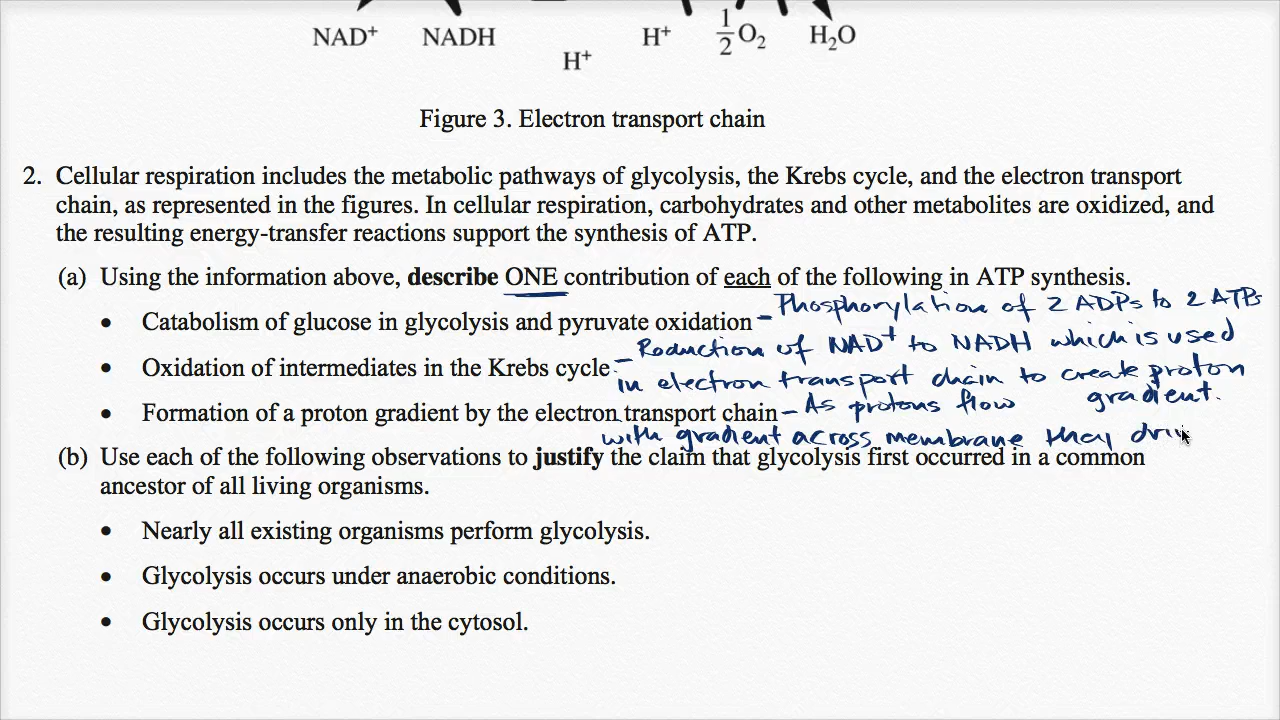 NAD⁺ NADH H⁺ H⁺ 1/2 O₂ H₂O
Figure 3. Electron transport chain
2. Cellular respiration includes the metabolic pathways of glycolysis, the Krebs cycle, and the electron transport
chain, as represented in the figures. In cellular respiration, carbohydrates and other metabolites are oxidized, and
the resulting energy-transfer reactions support the synthesis of ATP.
(a) Using the information above, describe ONE contribution of each of the following in ATP synthesis.
• Catabolism of glucose in glycolysis and pyruvate oxidation – Phosphorylation of 2 ADPs to 2 ATPs
• Oxidation of intermediates in the Krebs cycle – Reduction of NAD⁺ to NADH which is used
in electron transport chain to create proton
gradient.
• Formation of a proton gradient by the electron transport chain – As protons flow
with gradient across membrane they driv
(b) Use each of the following observations to justify the claim that glycolysis first occurred in a common
ancestor of all living organisms.
• Nearly all existing organisms perform glycolysis.
• Glycolysis occurs under anaerobic conditions.
• Glycolysis occurs only in the cytosol.